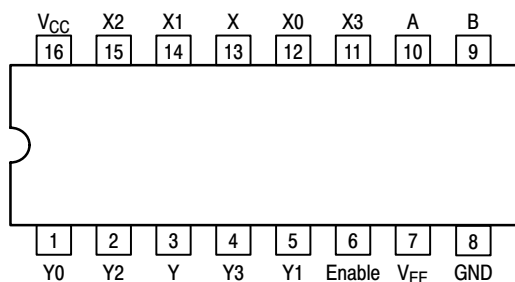 VCC X2 X1 X X0 X3 A B
16 15 14 13 12 11 10 9
1 2 3 4 5 6 7 8
Y0 Y2 Y Y3 Y1 Enable VEE GND